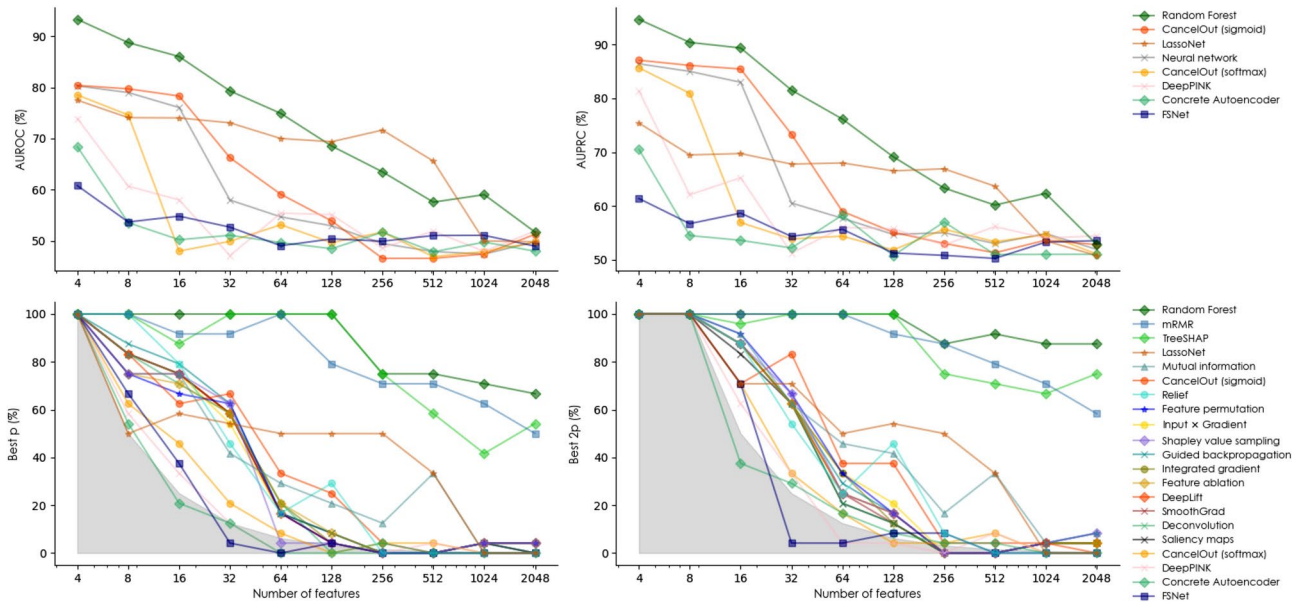 AUROC (%)
90
80
70
60
50
4 8 16 32 64 128 256 512 1024 2048
AUPRC (%)
90
80
70
60
50
4 8 16 32 64 128 256 512 1024 2048
Random Forest
CancelOut (sigmoid)
LassoNet
Neural network
CancelOut (softmax)
DeepPINK
Concrete Autoencoder
FSNet
Best p (%)
100
80
60
40
20
0
4 8 16 32 64 128 256 512 1024 2048
Number of features
Best 2p (%)
100
80
60
40
20
0
4 8 16 32 64 128 256 512 1024 2048
Number of features
Random Forest
mRMR
TreeSHAP
LassoNet
Mutual information
CancelOut (sigmoid)
Relief
Feature permutation
Input × Gradient
Shapley value sampling
Guided backpropagation
Integrated gradient
Feature ablation
DeepLift
SmoothGrad
Deconvolution
Saliency maps
CancelOut (softmax)
DeepPINK
Concrete Autoencoder
FSNet